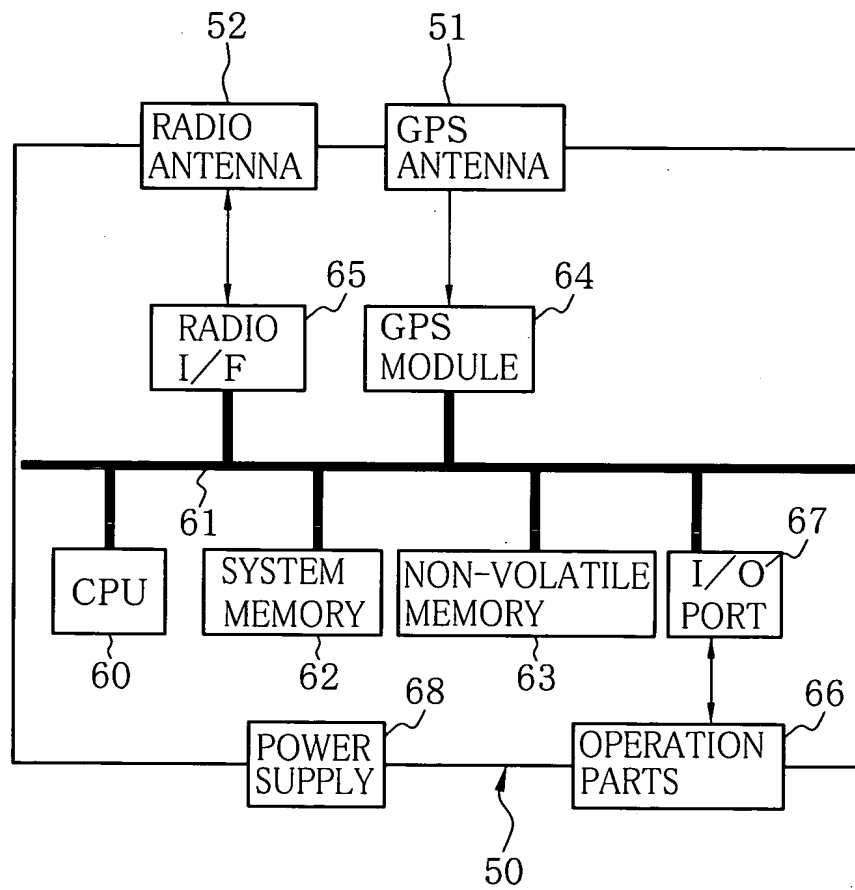 52
51
RADIO
ANTENNA
GPS
ANTENNA
65
64
RADIO
I/F
GPS
MODULE
61
67
CPU
SYSTEM
MEMORY
NON-VOLATILE
MEMORY
I/O
PORT
60
62
63
68
66
POWER
SUPPLY
OPERATION
PARTS
50